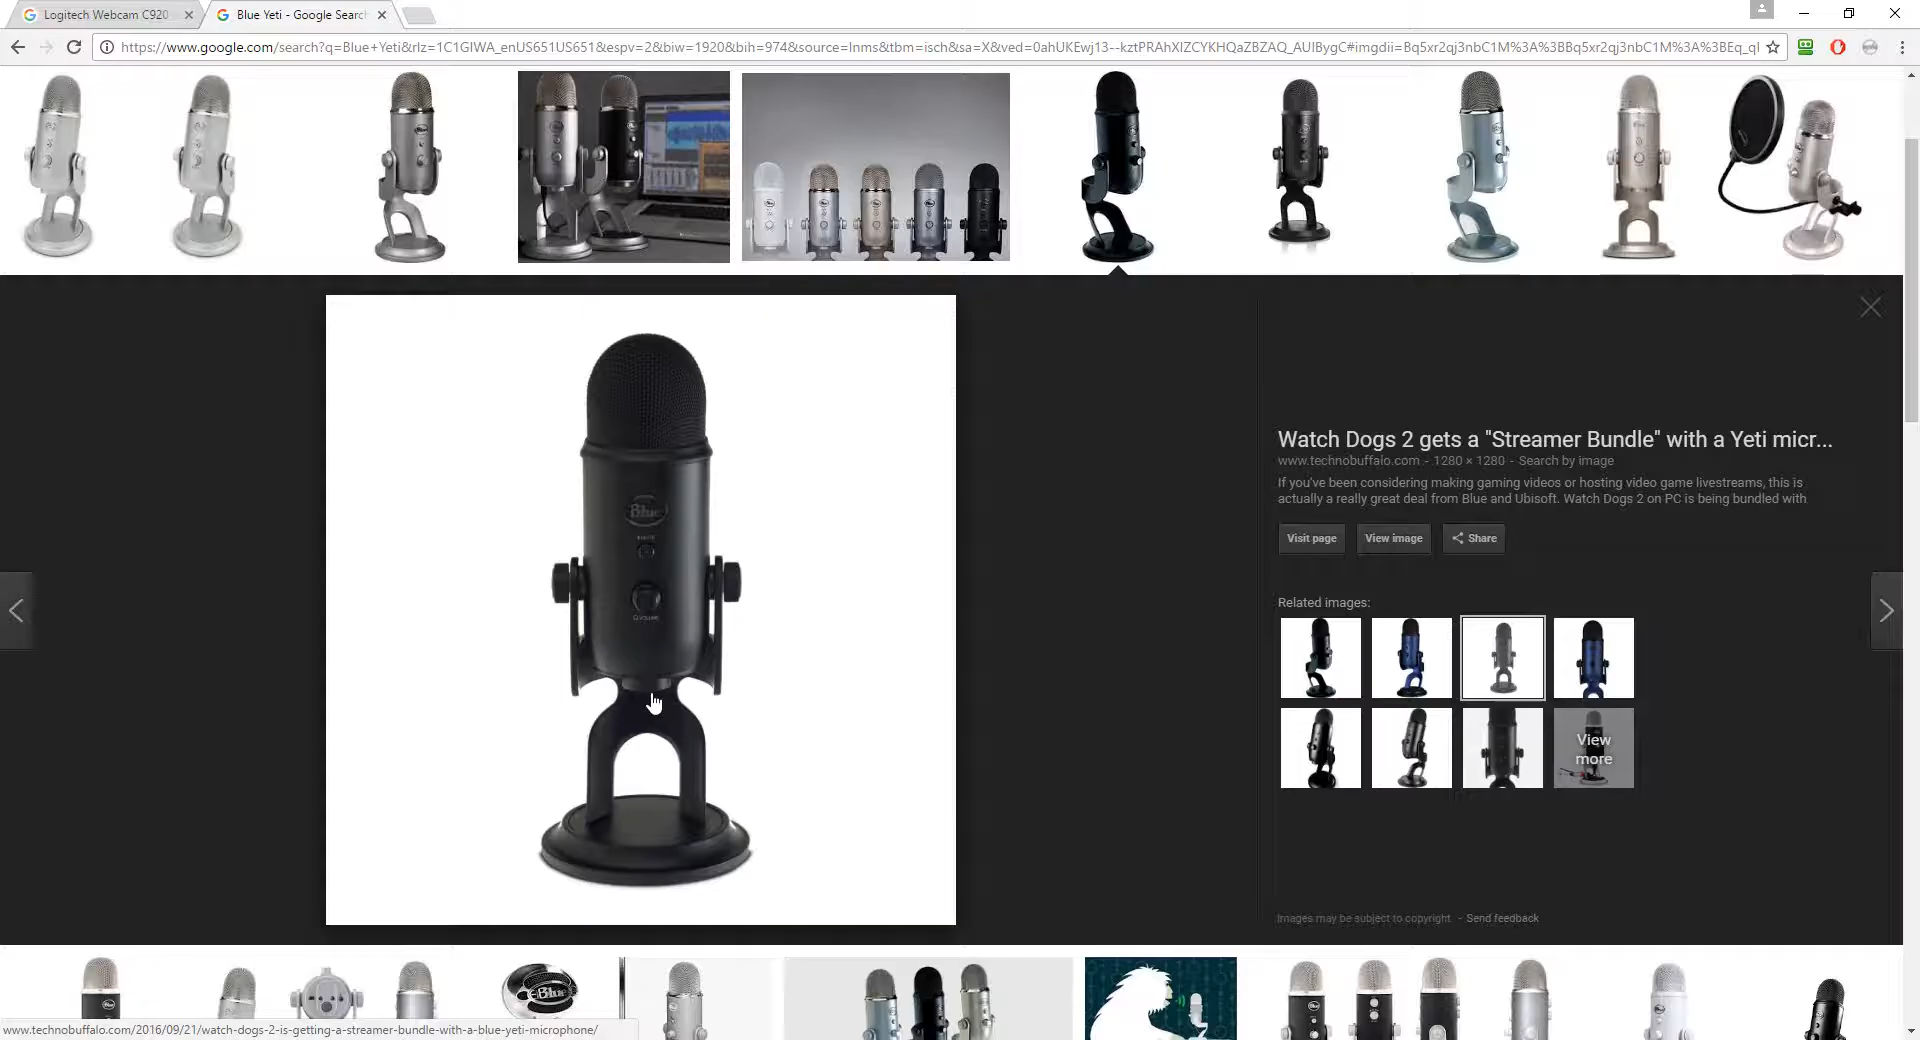 Logitech Webcam C920
Blue Yeti - Google Search
https://www.google.com/search?q=Blue+Yeti&rlz=1C1GIWA_enUS651US651&espv=2&biw=1920&bih=974&source=lnms&tbm=isch&sa=X&ved=0ahUKEwj13--kztPRAhXIZCYKHQaZBZAQ_AUIBygC#imgdii=Bq5xr2qj3nbC1M%3A%3BBq5xr2qj3nbC1M%3A%3BEq_ql
Blue
VOLUME
Watch Dogs 2 gets a "Streamer Bundle" with a Yeti micr...
www.technobuffalo.com - 1280 × 1280 - Search by image
If you've been considering making gaming videos or hosting video game livestreams, this is
actually a really great deal from Blue and Ubisoft. Watch Dogs 2 on PC is being bundled with
Visit page View image Share
Related images:
View
more
Images may be subject to copyright. - Send feedback
Blue
www.technobuffalo.com/2016/09/21/watch-dogs-2-is-getting-a-streamer-bundle-with-a-blue-yeti-microphone/